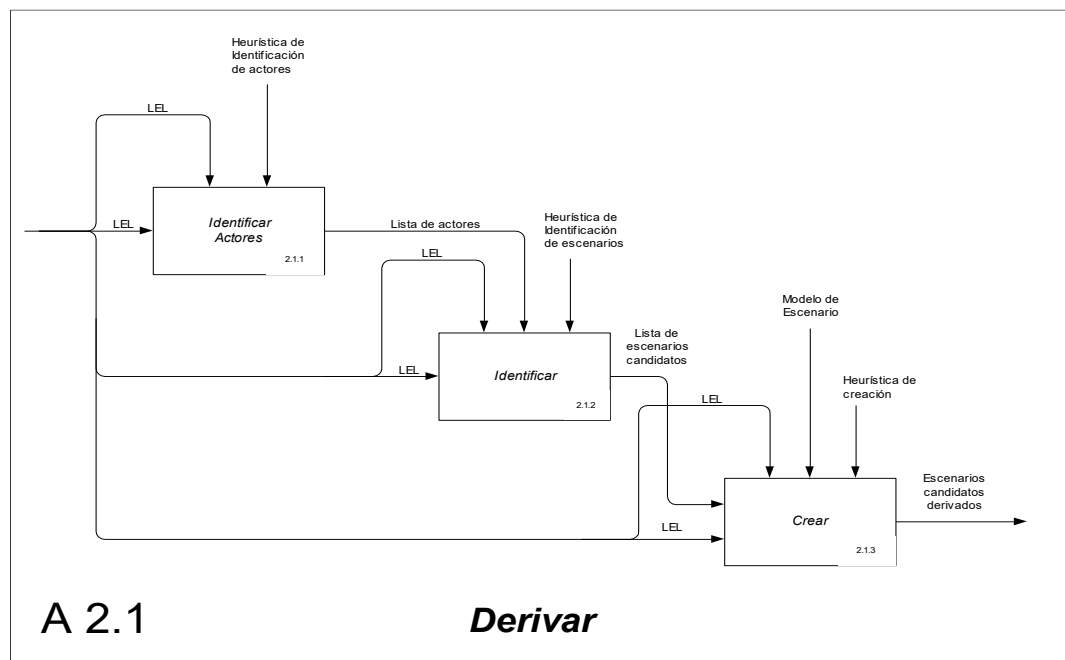 Heurística de
Identificación
de actores
LEL
LEL
Identificar
Actores
2.1.1
Lista de actores
Heurística de
Identificación
de escenarios
LEL
LEL
Identificar
2.1.2
Lista de
escenarios
candidatos
Modelo de
Escenario
Heurística de
creación
LEL
LEL
Crear
2.1.3
Escenarios
candidatos
derivados
A 2.1
Derivar